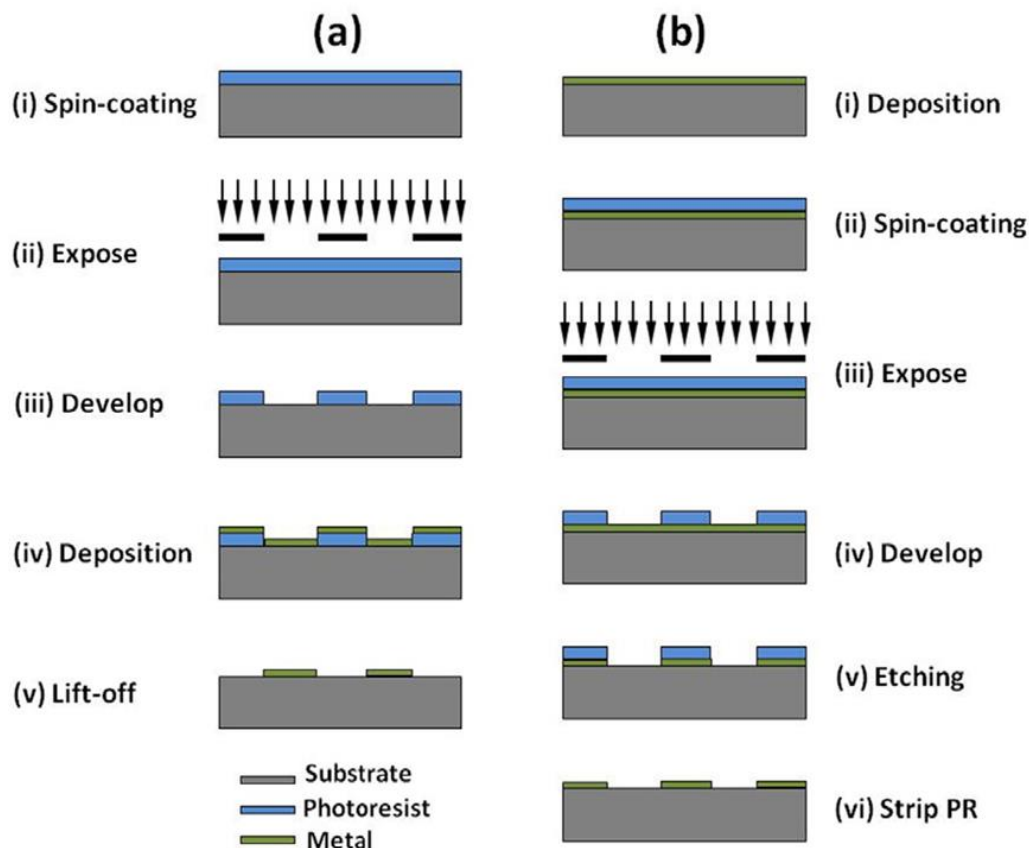 (a)
(i) Spin-coating
(ii) Expose
(iii) Develop
(iv) Deposition
(v) Lift-off
Substrate
Photoresist
Metal
(b)
(i) Deposition
(ii) Spin-coating
(iii) Expose
(iv) Develop
(v) Etching
(vi) Strip PR